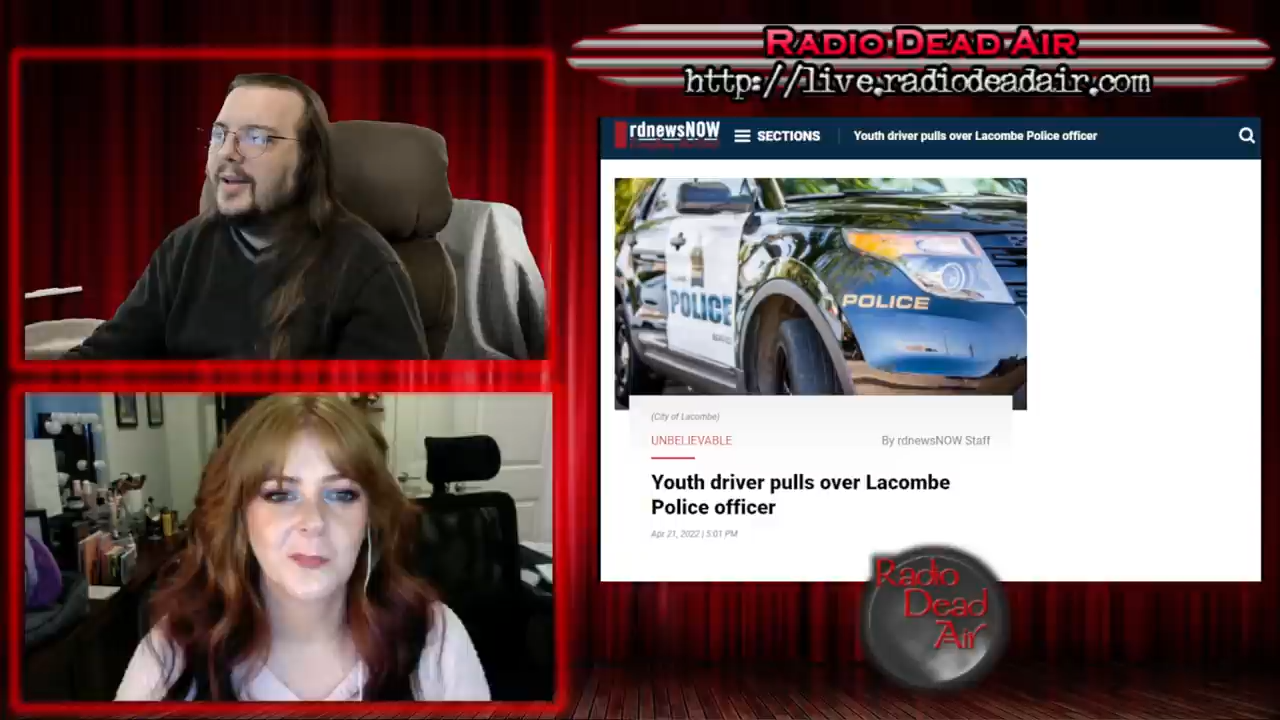 RADIO DEAD AIR
http://live.radiodeadair.com
rdnewsNOW
SECTIONS
Youth driver pulls over Lacombe Police officer
POLICE
POLICE
(City of Lacombe)
UNBELIEVABLE
By rdnewsNOW Staff
Youth driver pulls over Lacombe
Police officer
Apr 21, 2022 | 5:01 PM
Radio
Dead
Air